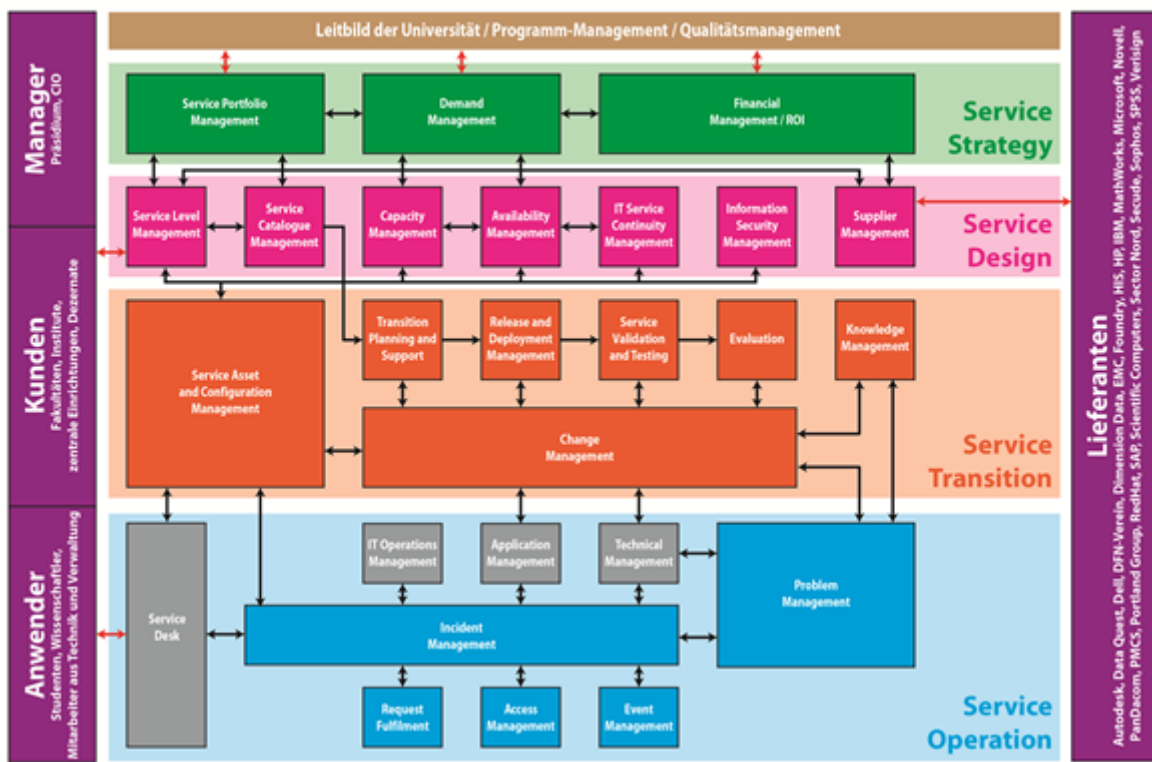 Leitbild der Universität / Programm-Management / Qualitätsmanagement
Manager
Präsidium, CIO
Kunden
Fakultäten, Institute,
zentrale Einrichtungen, Dezernate
Anwender
Studenten, Wissenschaftler,
Mitarbeiter aus Technik und Verwaltung
Service Portfolio
Management
Demand
Management
Financial
Management / ROI
Service
Strategy
Service Level
Management
Service
Catalogue
Management
Capacity
Management
Availability
Management
IT Service
Continuity
Management
Information
Security
Management
Supplier
Management
Service
Design
Service Asset
and Configuration
Management
Transition
Planning and
Support
Release and
Deployment
Management
Service
Validation
and Testing
Evaluation
Knowledge
Management
Change
Management
Service
Transition
Service
Desk
IT Operations
Management
Application
Management
Technical
Management
Problem
Management
Incident
Management
Request
Fulfilment
Access
Management
Event
Management
Service
Operation
Lieferanten
Autodesk, Data Quest, Dell, DFN-Verein, Dimension Data, EMC, Foundry, HIS, HP, IBM, MathWorks, Microsoft, Novell,
PanDacom, PMCS, Portland Group, RedHat, SAP, Scientific Computers, Sector Nord, Secude, Sophos, SPSS, Verisign